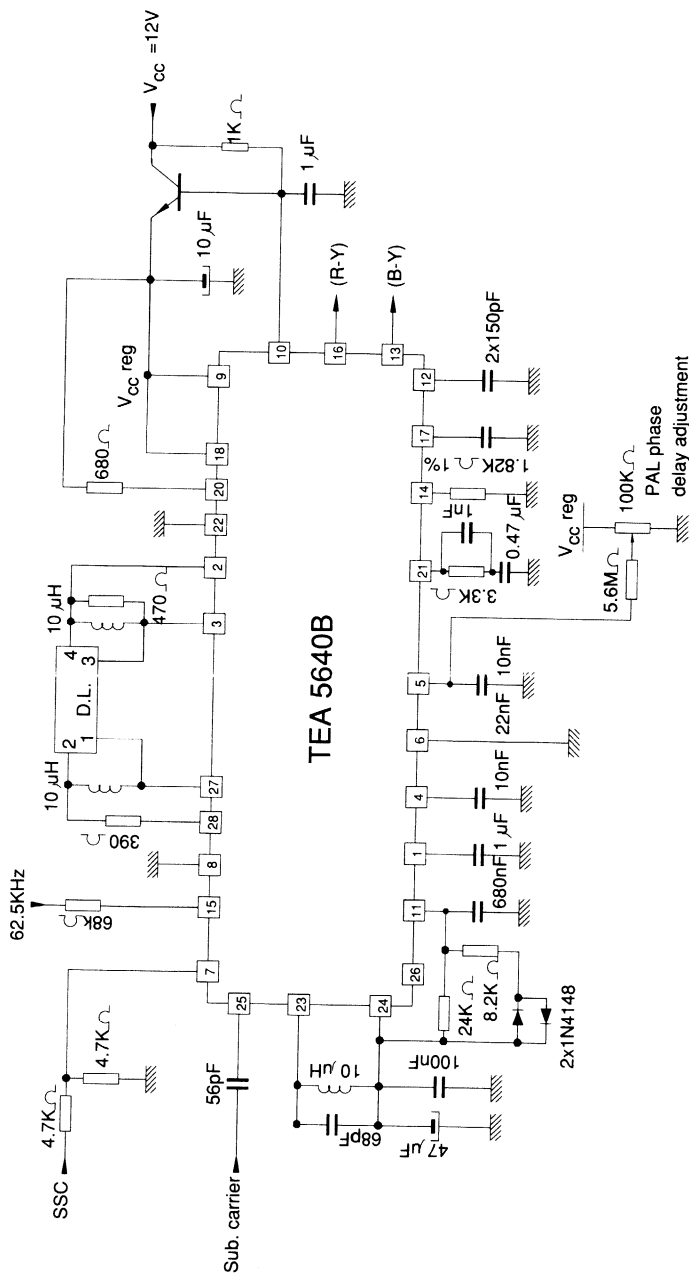 SSC
4.7K Ω
4.7K Ω
62.5KHz
68k Ω
390 Ω
10 µH
D.L.
2
1
4
3
10 µH
470 Ω
680 Ω
V CC reg
10 µF
V CC =12V
1K Ω
1 µF
7
15
8
28
27
3
2
22
20
18
9
10
16
(R-Y)
13
(B-Y)
TEA 5640B
Sub. carrier
56pF
25
23
24
68pF
10 µH
47 µF
100nF
26
11
1
4
6
5
21
14
17
12
24K Ω
8.2K Ω
2x1N4148
680nF
1 µF
10nF
22nF
10nF
3.3K Ω
1nF
0.47 µF
1.82K Ω 1%
2x150pF
5.6M Ω
V CC reg
100K Ω
PAL phase
delay adjustment